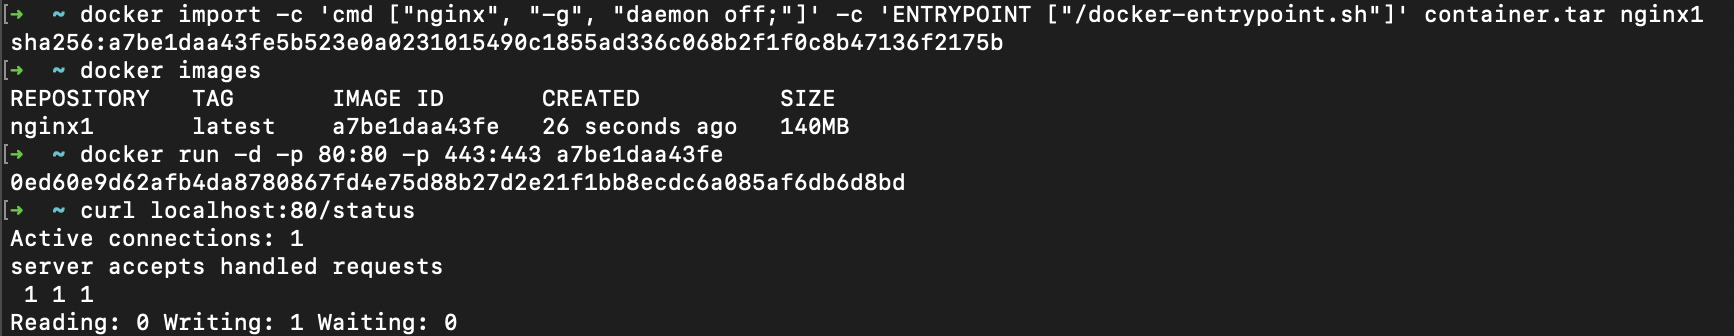 [➜  ~ docker import -c 'cmd ["nginx", "-g", "daemon off;"]' -c 'ENTRYPOINT ["/docker-entrypoint.sh"]' container.tar nginx1
sha256:a7be1daa43fe5b523e0a0231015490c1855ad336c068b2f1f0c8b47136f2175b
[➜  ~ docker images
REPOSITORY   TAG       IMAGE ID       CREATED          SIZE
nginx1       latest    a7be1daa43fe   26 seconds ago   140MB
[➜  ~ docker run -d -p 80:80 -p 443:443 a7be1daa43fe
0ed60e9d62afb4da8780867fd4e75d88b27d2e21f1bb8ecdc6a085af6db6d8bd
[➜  ~ curl localhost:80/status
Active connections: 1
server accepts handled requests
 1 1 1
Reading: 0 Writing: 1 Waiting: 0